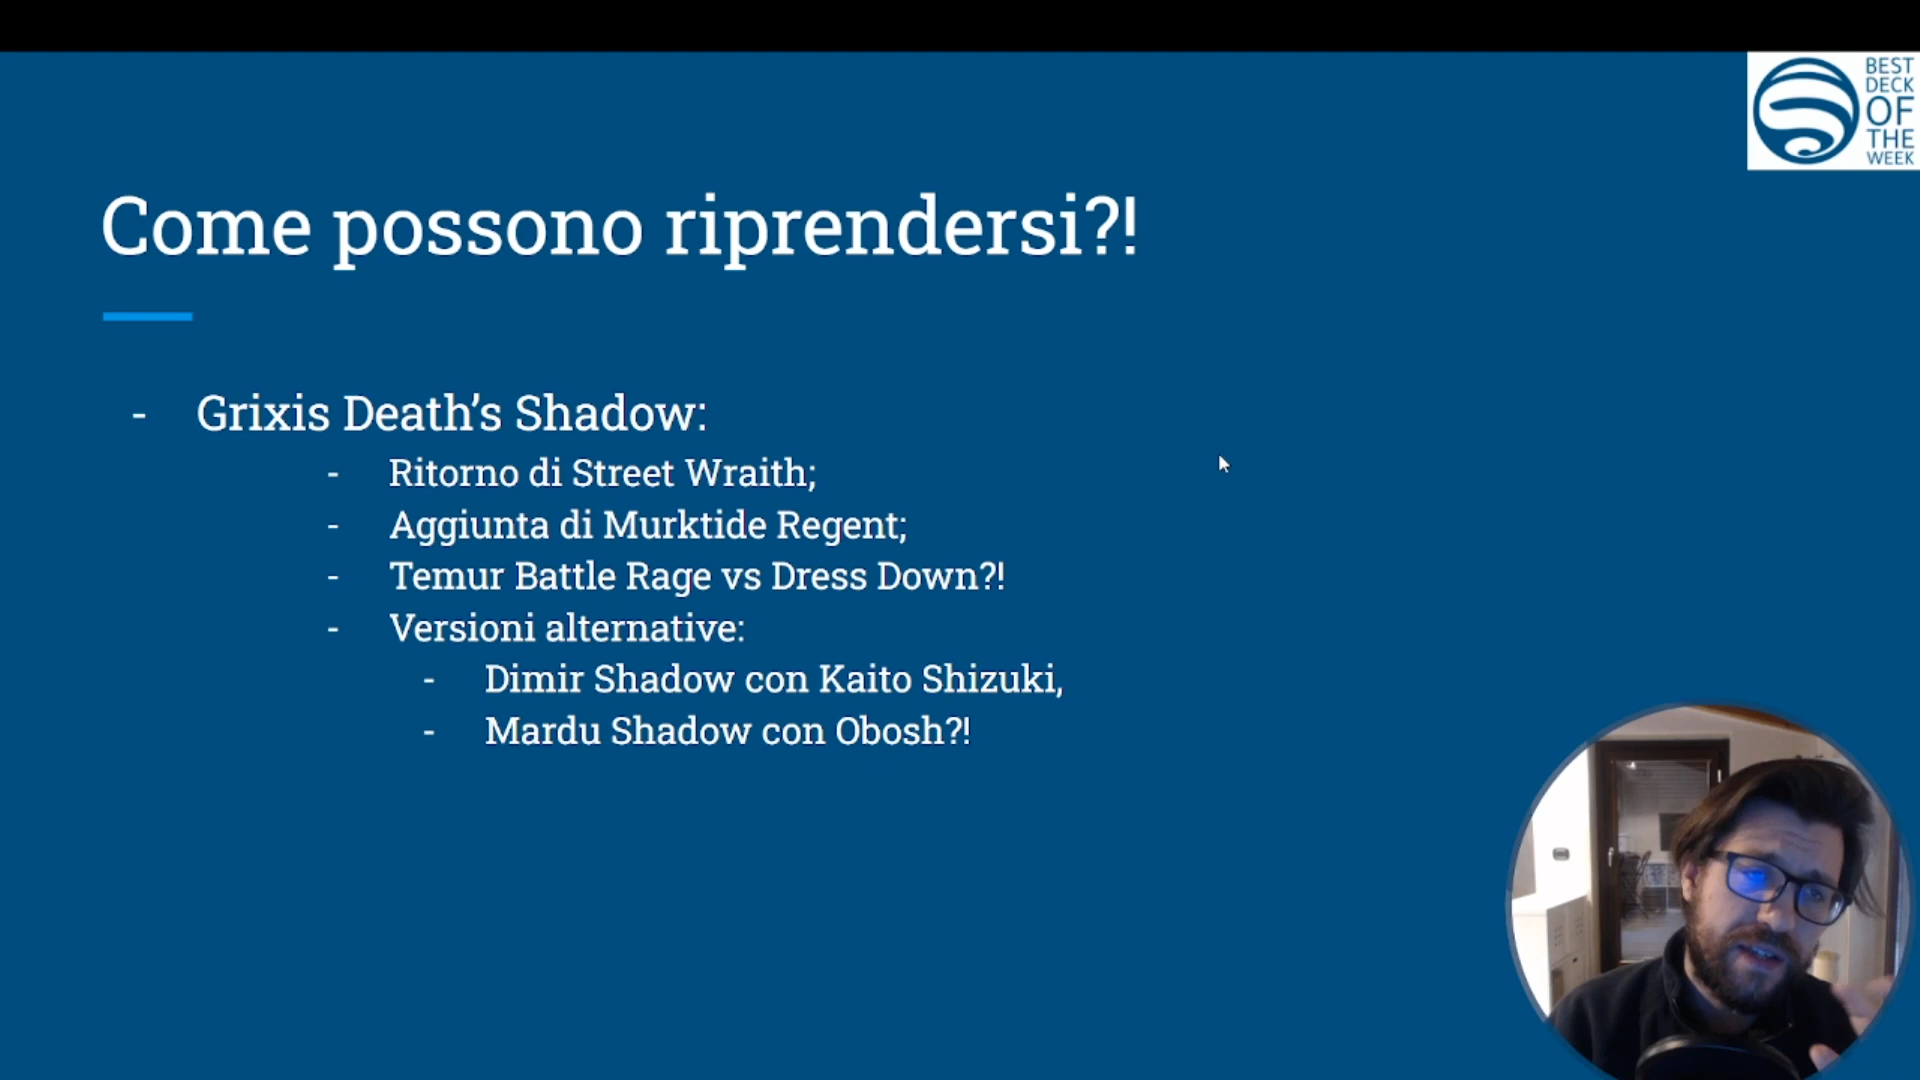 BEST
DECK
OF
THE
WEEK
Come possono riprendersi?!
- Grixis Death's Shadow:
- Ritorno di Street Wraith;
- Aggiunta di Murktide Regent;
- Temur Battle Rage vs Dress Down?!
- Versioni alternative:
- Dimir Shadow con Kaito Shizuki,
- Mardu Shadow con Obosh?!